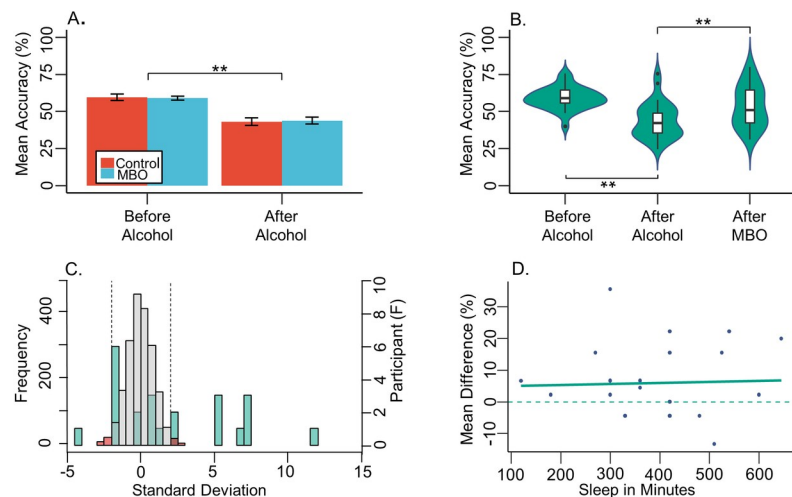 A.
Mean Accuracy (%)
100
75
50
25
0
**
Control
MBO
Before
Alcohol
After
Alcohol
B.
Mean Accuracy (%)
100
75
50
25
0
**
**
Before
Alcohol
After
Alcohol
After
MBO
C.
Frequency
400
200
0
Participant (F)
10
8
6
4
2
0
-5 0 5 10 15
Standard Deviation
D.
Mean Difference (%)
30
20
10
0
-10
100 200 300 400 500 600
Sleep in Minutes